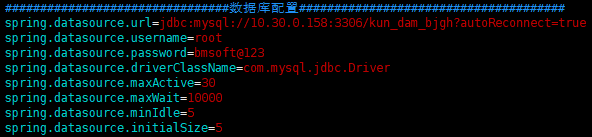 ################################数据库配置######################################
spring.datasource.url=jdbc:mysql://10.30.0.158:3306/kun_dam_bjgh?autoReconnect=true
spring.datasource.username=root
spring.datasource.password=bmsoft@123
spring.datasource.driverClassName=com.mysql.jdbc.Driver
spring.datasource.maxActive=30
spring.datasource.maxWait=10000
spring.datasource.minIdle=5
spring.datasource.initialSize=5